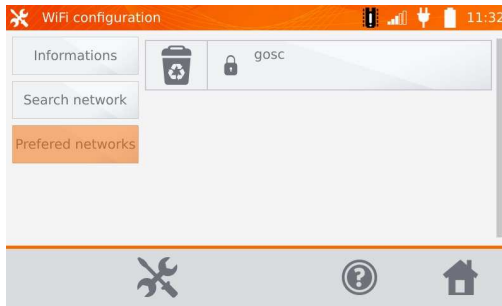 WiFi configuration
11:32
Informations
gosc
Search network
Prefered networks